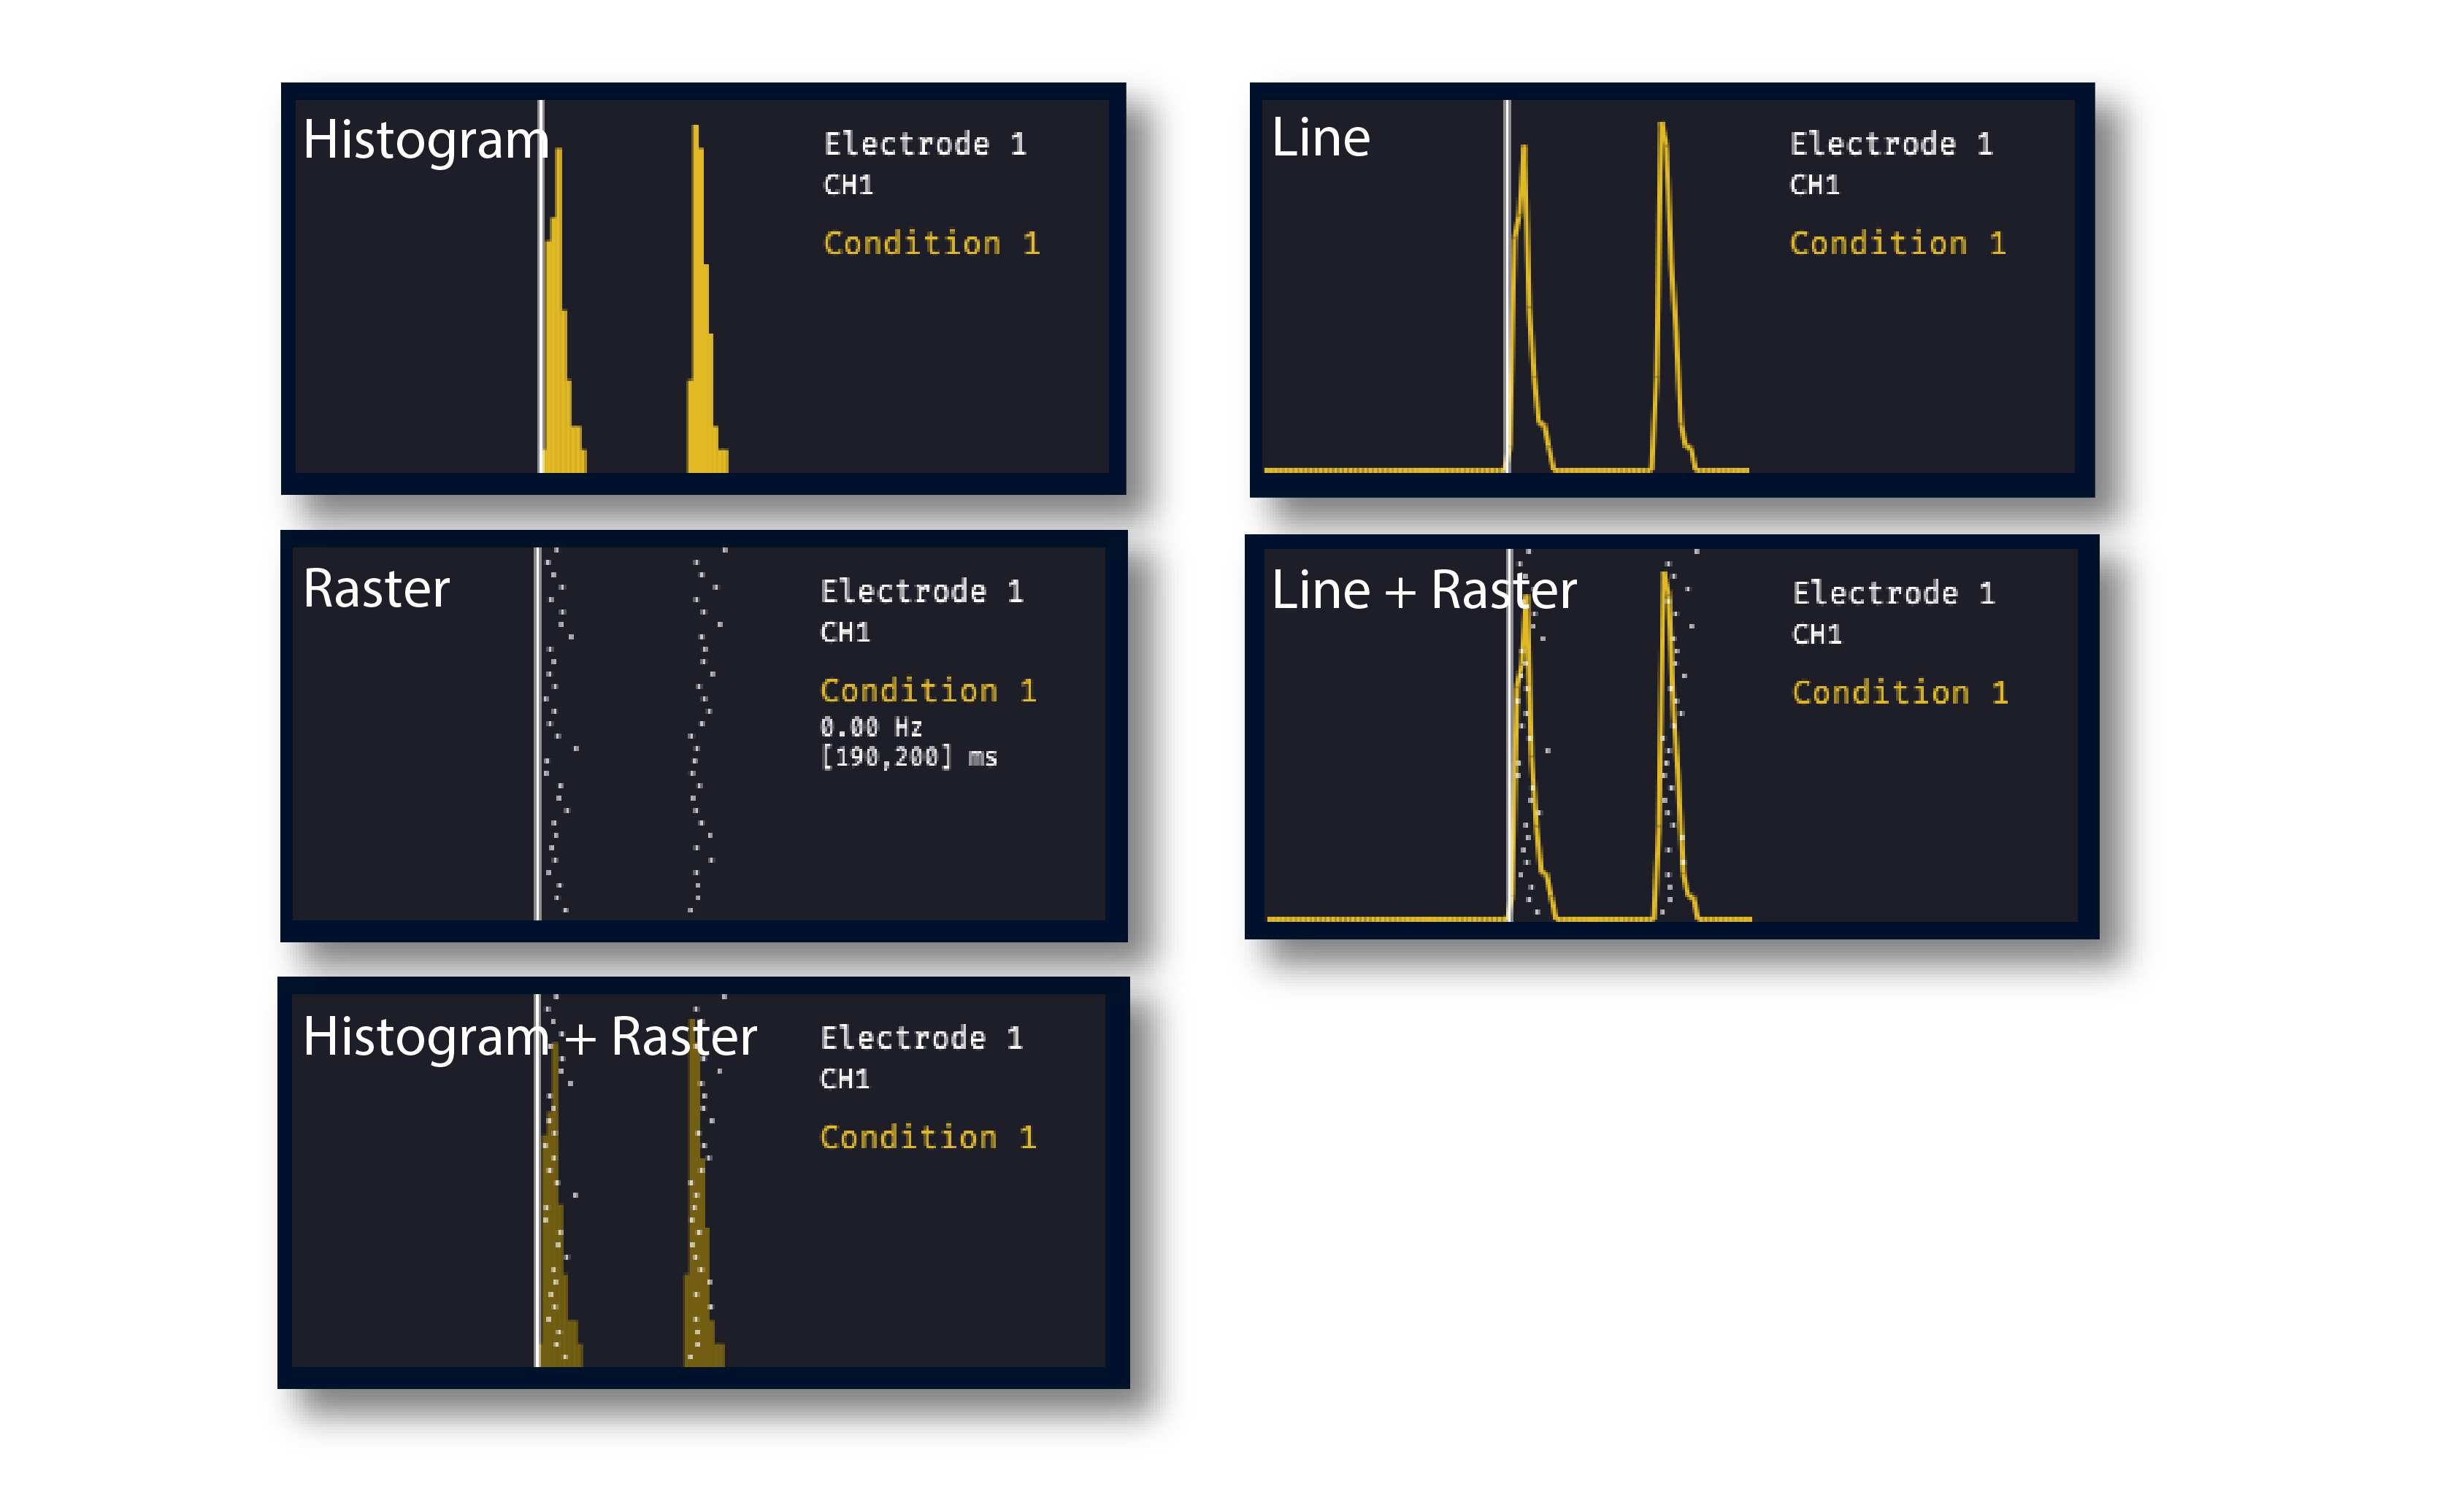 Histogram
Electrode 1
CH1
Condition 1
Line
Electrode 1
CH1
Condition 1
Raster
Electrode 1
CH1
Condition 1
0.00 Hz
[190,200] ms
Line + Raster
Electrode 1
CH1
Condition 1
Histogram + Raster
Electrode 1
CH1
Condition 1